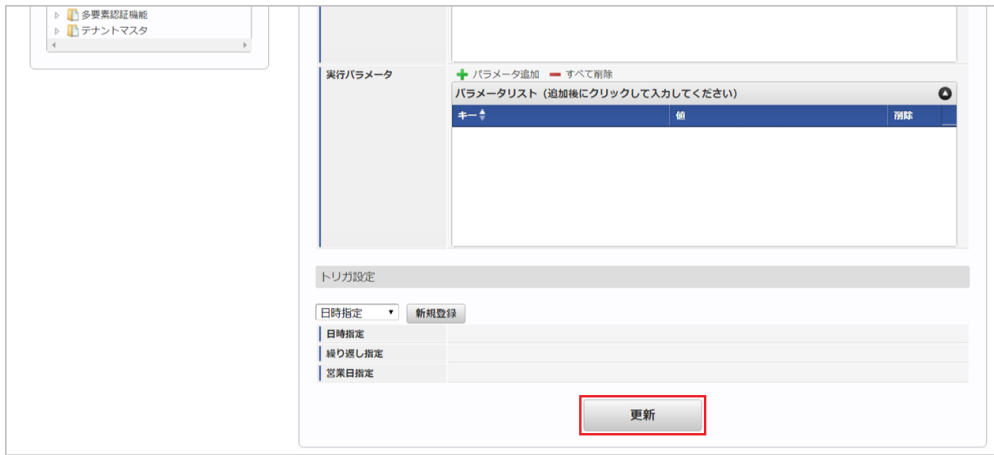 多要素認証機能
テナントマスタ
実行パラメータ
パラメータ追加 すべて削除
パラメータリスト（追加後にクリックして入力してください）
キー 値 削除
トリガ設定
日時指定 新規登録
日時指定
繰り返し指定
営業日指定
更新